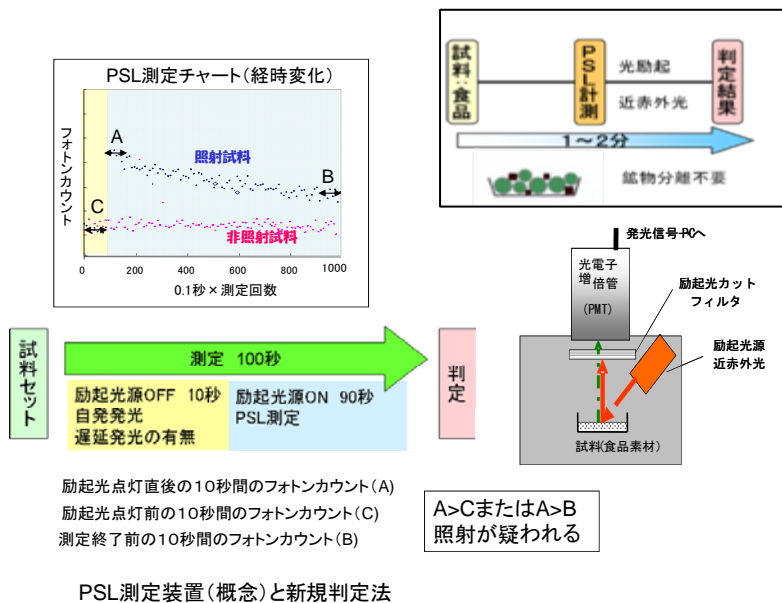 PSL測定チャート(経時変化)
フォトンカウント
A
B
C
照射試料
非照射試料
0
200
400
600
800
1000
0.1秒×測定回数
試料:食品
PSL計測
光励起
近赤外光
判定結果
1～2分
鉱物分離不要
発光信号-PCへ
光電子
増倍管
(PMT)
励起光カット
フィルタ
励起光源
近赤外光
試料(食品素材)
試料セット
測定 100秒
励起光源OFF 10秒
自発発光
遅延発光の有無
励起光源ON 90秒
PSL測定
判定
励起光点灯直後の10秒間のフォトンカウント(A)
励起光点灯前の10秒間のフォトンカウント(C)
測定終了前の10秒間のフォトンカウント(B)
A>CまたはA>B
照射が疑われる
PSL測定装置(概念)と新規判定法